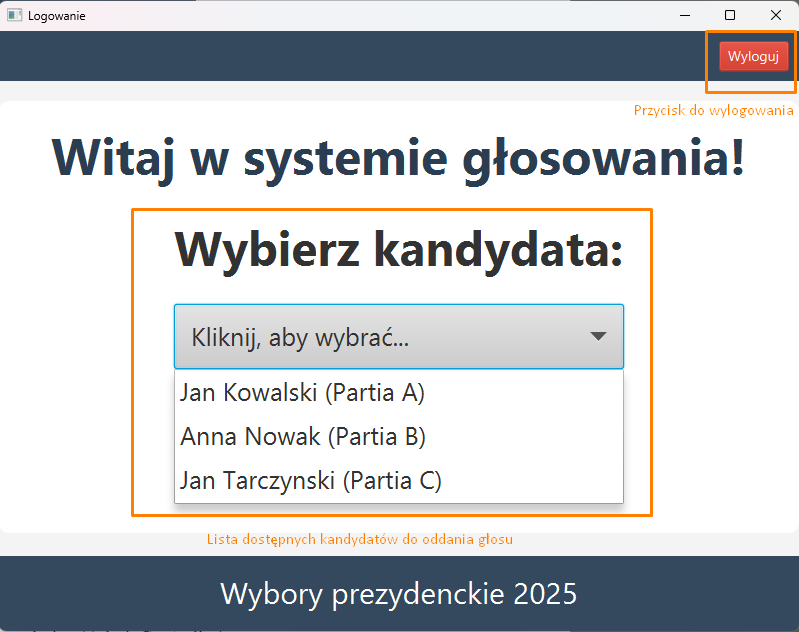 Logowanie
Wyloguj
Przycisk do wylogowania
Witaj w systemie głosowania!
Wybierz kandydata:
Kliknij, aby wybrać...
Jan Kowalski (Partia A)
Anna Nowak (Partia B)
Jan Tarczynski (Partia C)
Lista dostępnych kandydatów do oddania głosu
Wybory prezydenckie 2025